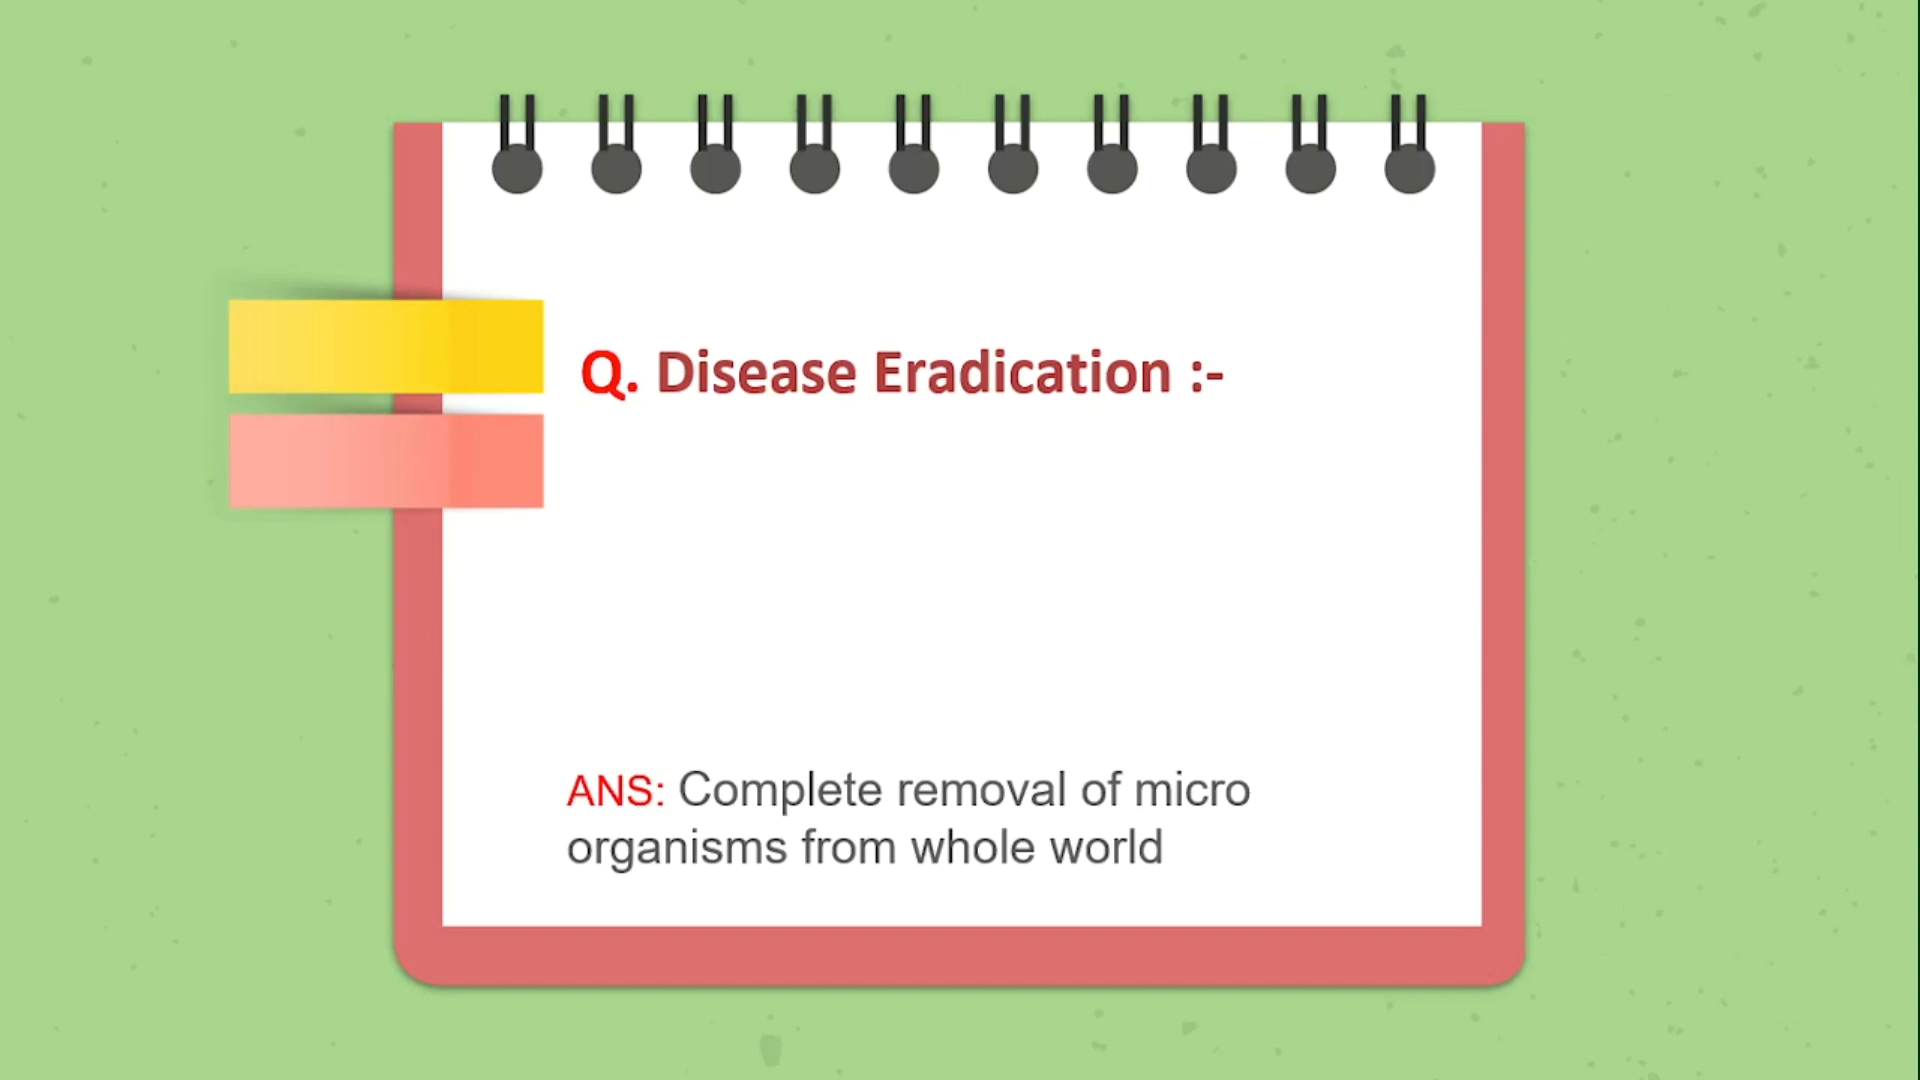 Q. Disease Eradication :-
ANS: Complete removal of micro
organisms from whole world